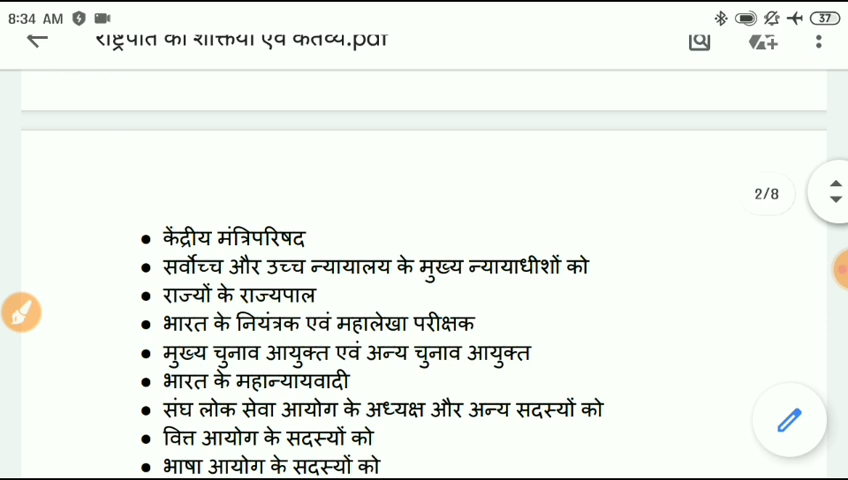 8:34 AM
37
राष्ट्रपति की शक्तियां एवं कर्तव्य.pdf
2/8
• केंद्रीय मंत्रिपरिषद
• सर्वोच्च और उच्च न्यायालय के मुख्य न्यायाधीशों को
• राज्यों के राज्यपाल
• भारत के नियंत्रक एवं महालेखा परीक्षक
• मुख्य चुनाव आयुक्त एवं अन्य चुनाव आयुक्त
• भारत के महान्यायवादी
• संघ लोक सेवा आयोग के अध्यक्ष और अन्य सदस्यों को
• वित्त आयोग के सदस्यों को
• भाषा आयोग के सदस्यों को